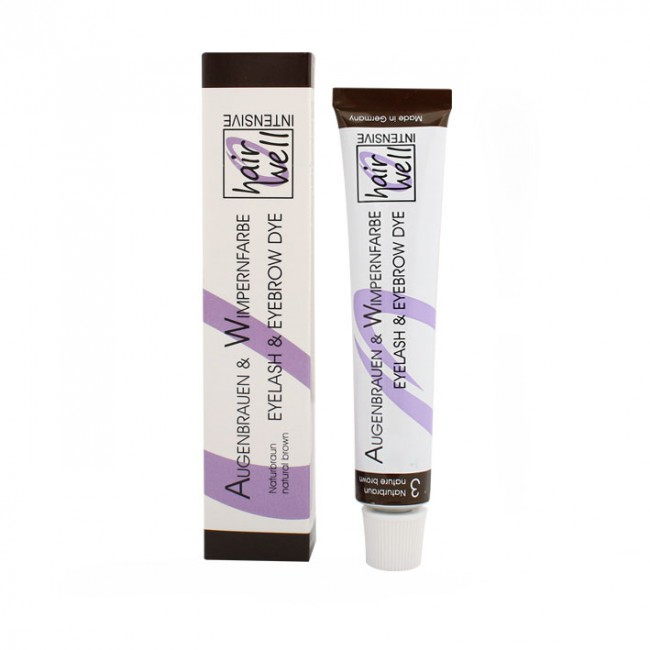 INTENSIVE
hair
well
AUGENBRAUEN & WIMPERNFARBE
EYELASH & EYEBROW DYE
Naturbraun
natural brown
Made in Germany
INTENSIVE
hair
well
AUGENBRAUEN & WIMPERNFARBE
EYELASH & EYEBROW DYE
3
Naturbraun
nature brown